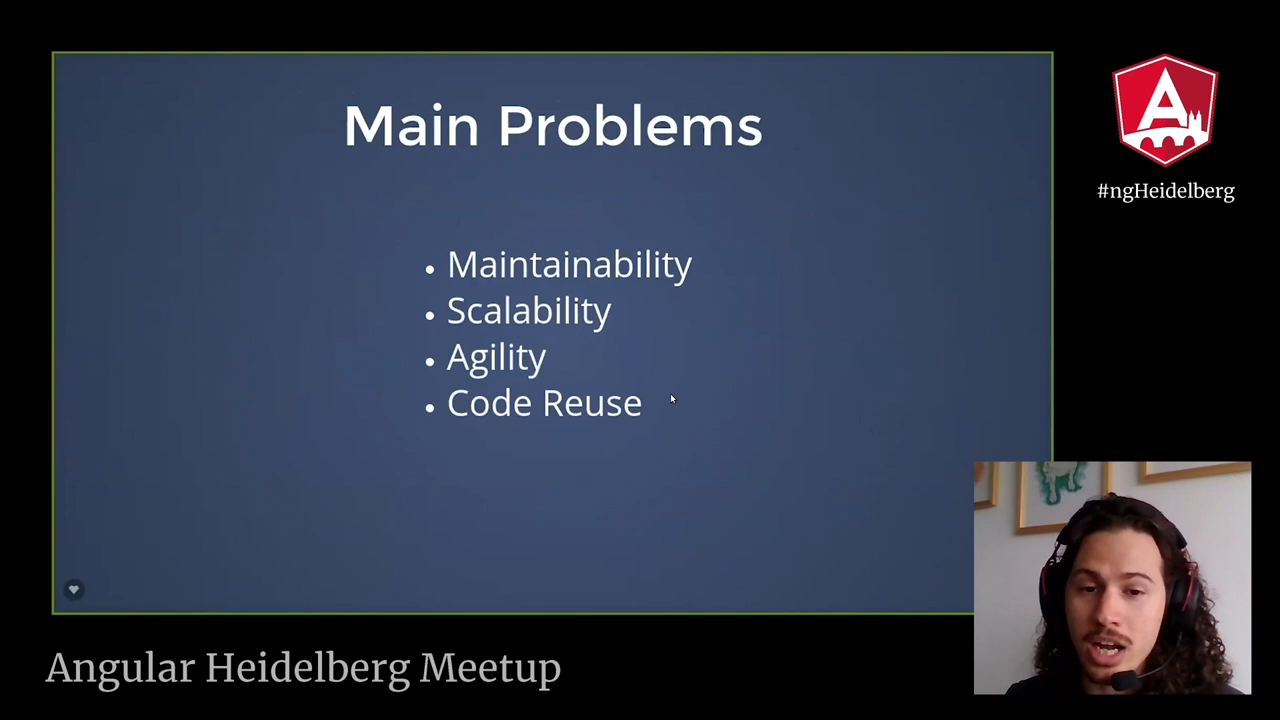 Main Problems
Maintainability
Scalability
Agility
Code Reuse
A
#ngHeidelberg
Angular Heidelberg Meetup